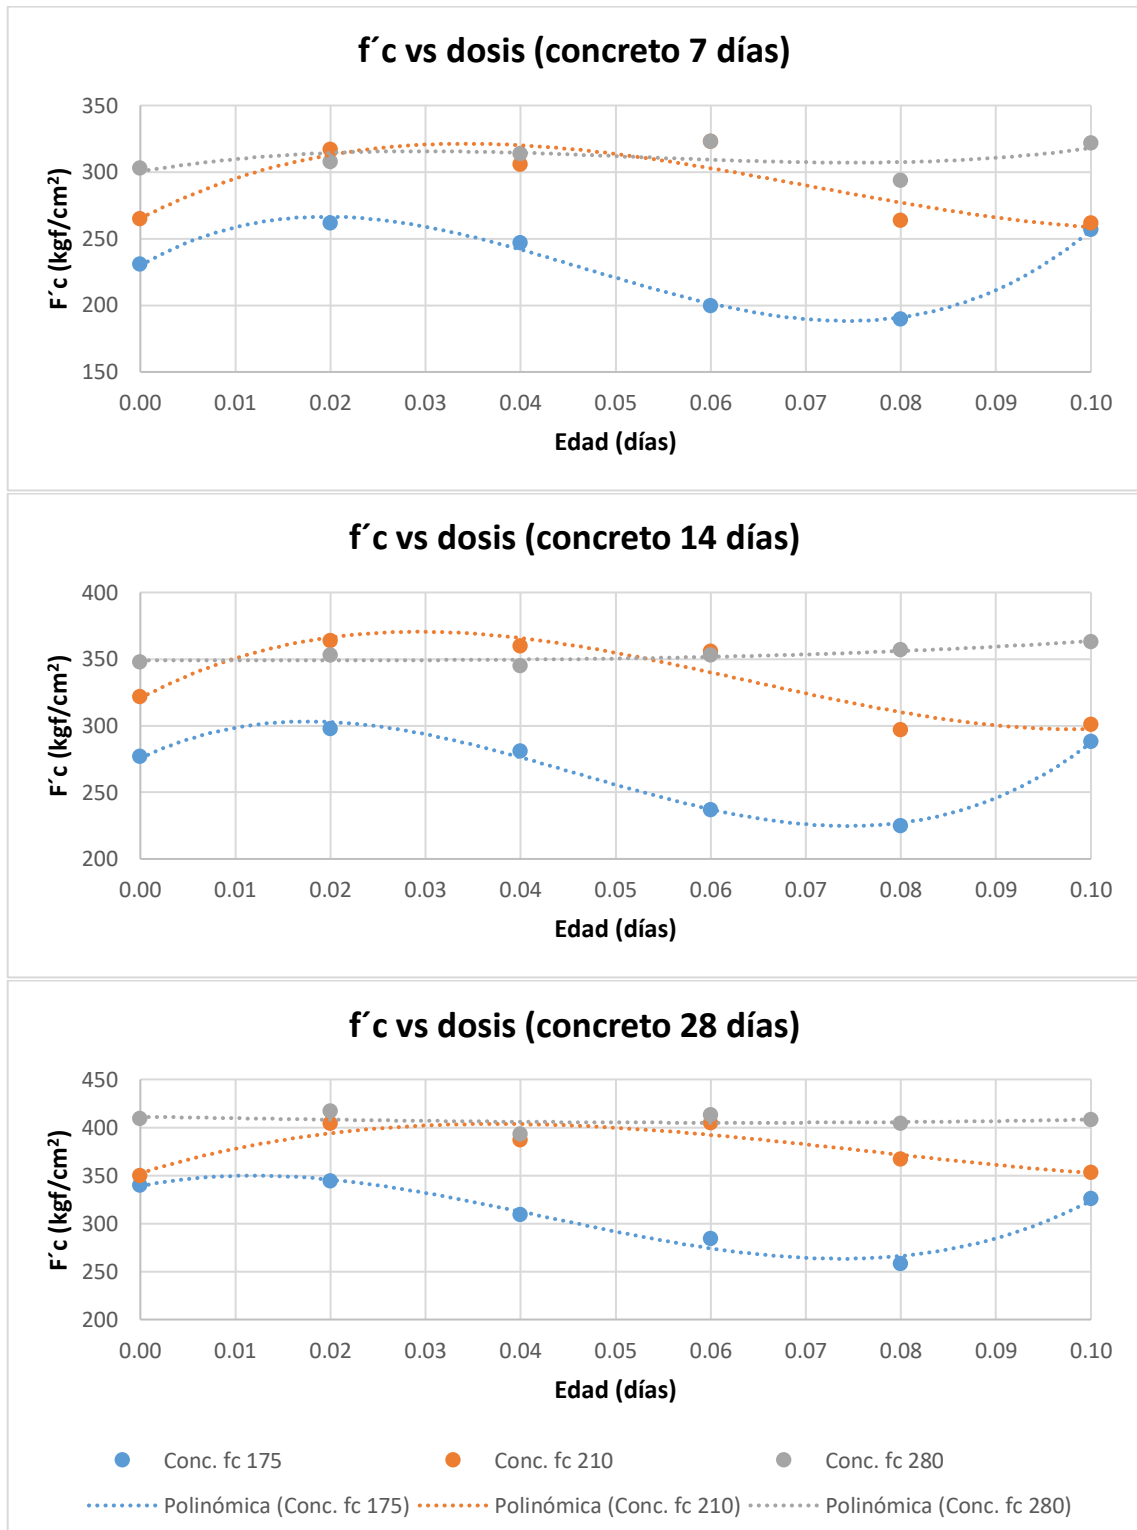 f´c vs dosis (concreto 7 días)
350
300
250
200
150
F´c (kgf/cm²)
0.00 0.01 0.02 0.03 0.04 0.05 0.06 0.07 0.08 0.09 0.10
Edad (días)
f´c vs dosis (concreto 14 días)
400
350
300
250
200
F´c (kgf/cm²)
0.00 0.01 0.02 0.03 0.04 0.05 0.06 0.07 0.08 0.09 0.10
Edad (días)
f´c vs dosis (concreto 28 días)
450
400
350
300
250
200
F´c (kgf/cm²)
0.00 0.01 0.02 0.03 0.04 0.05 0.06 0.07 0.08 0.09 0.10
Edad (días)
Conc. fc 175 Conc. fc 210 Conc. fc 280
Polinómica (Conc. fc 175) Polinómica (Conc. fc 210) Polinómica (Conc. fc 280)